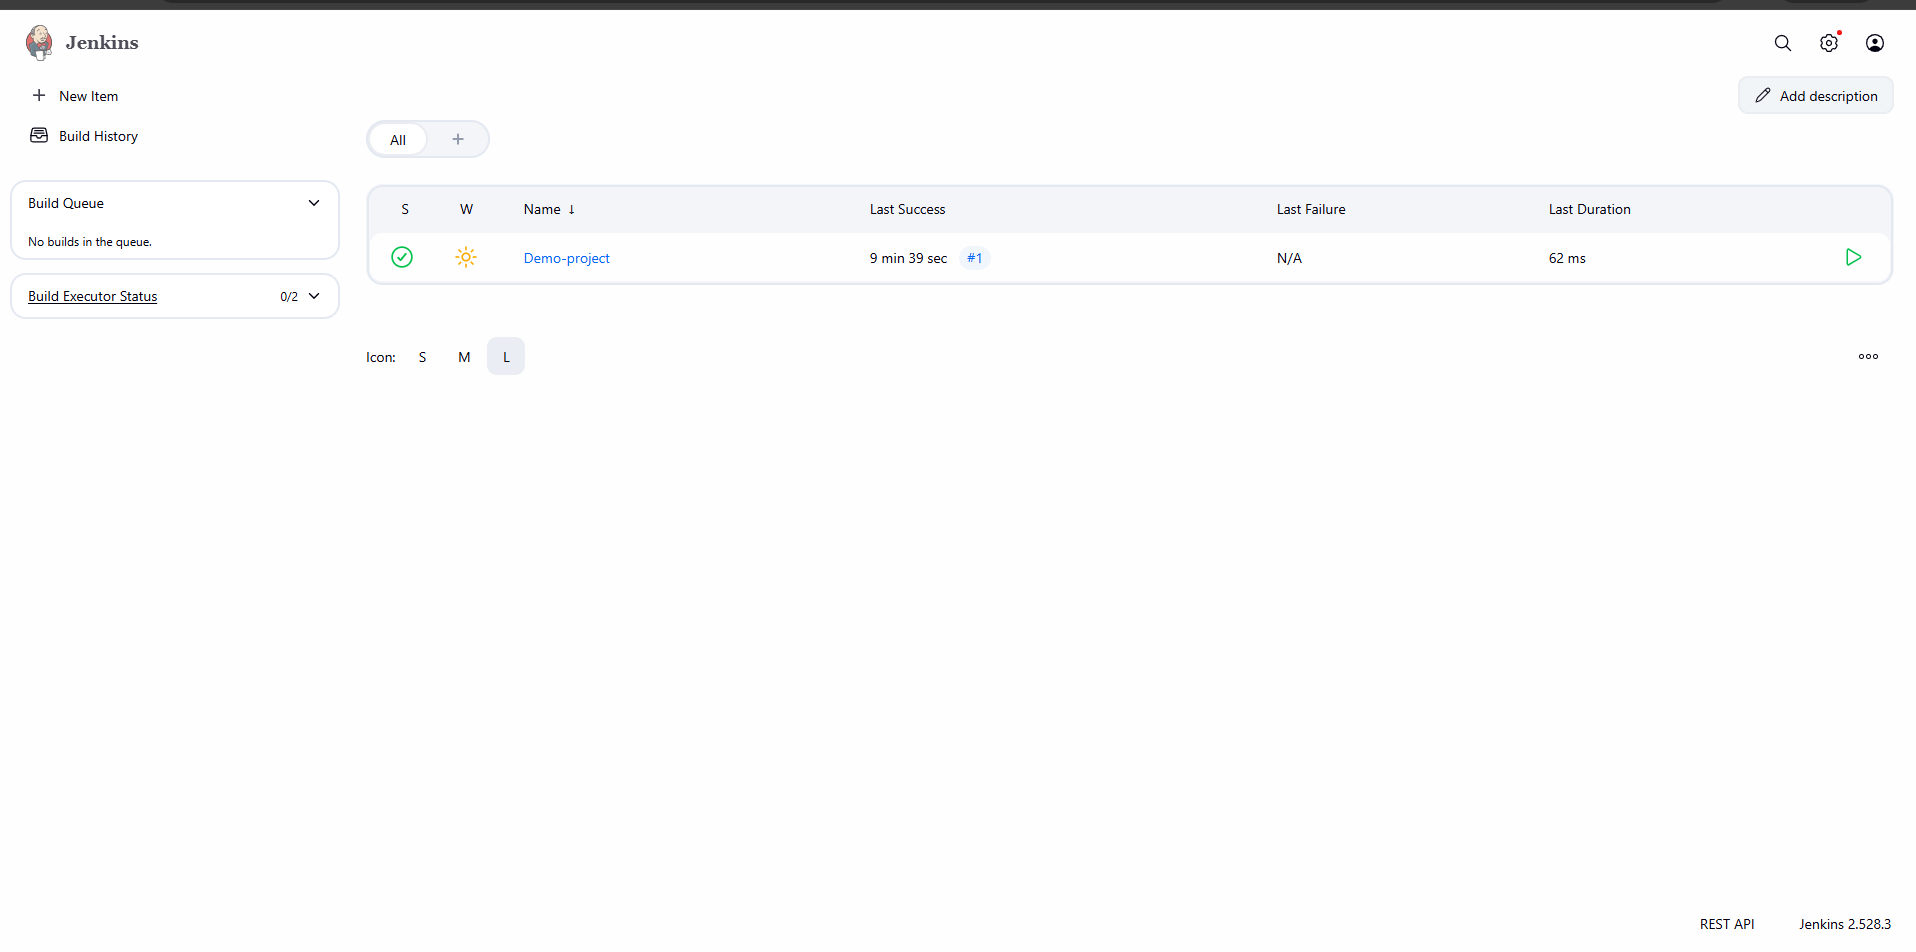 Jenkins
New Item
Add description
Build History
All
Build Queue
No builds in the queue.
Build Executor Status 0/2
S W Name ↓ Last Success Last Failure Last Duration
Demo-project 9 min 39 sec #1 N/A 62 ms
Icon: S M L
REST API Jenkins 2.528.3